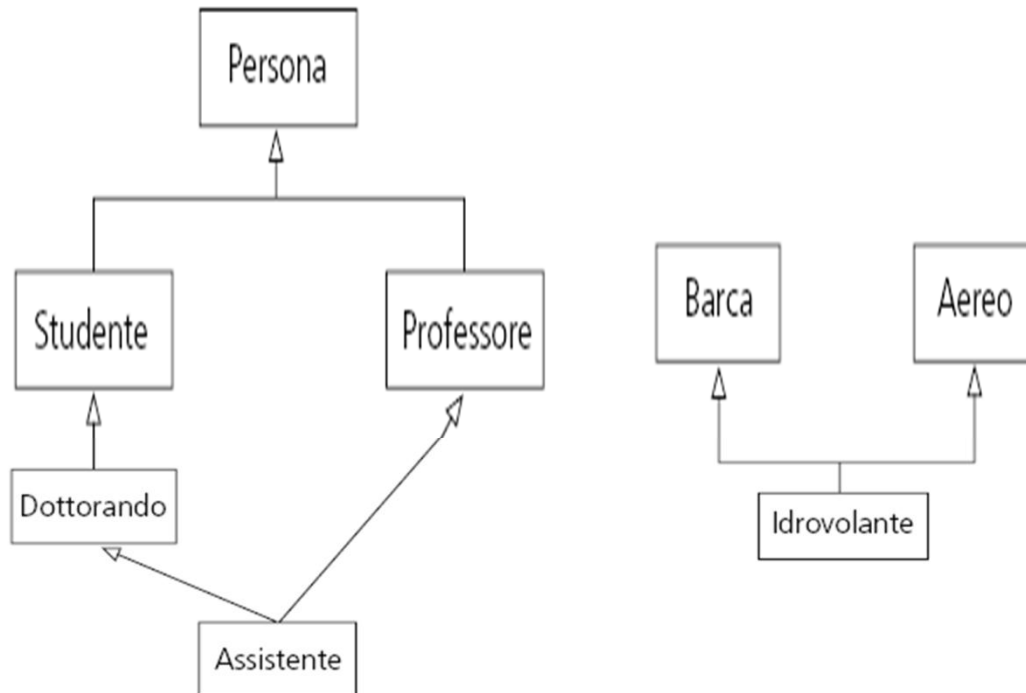 Persona
Studente
Professore
Barca
Aereo
Dottorando
Idrovolante
Assistente